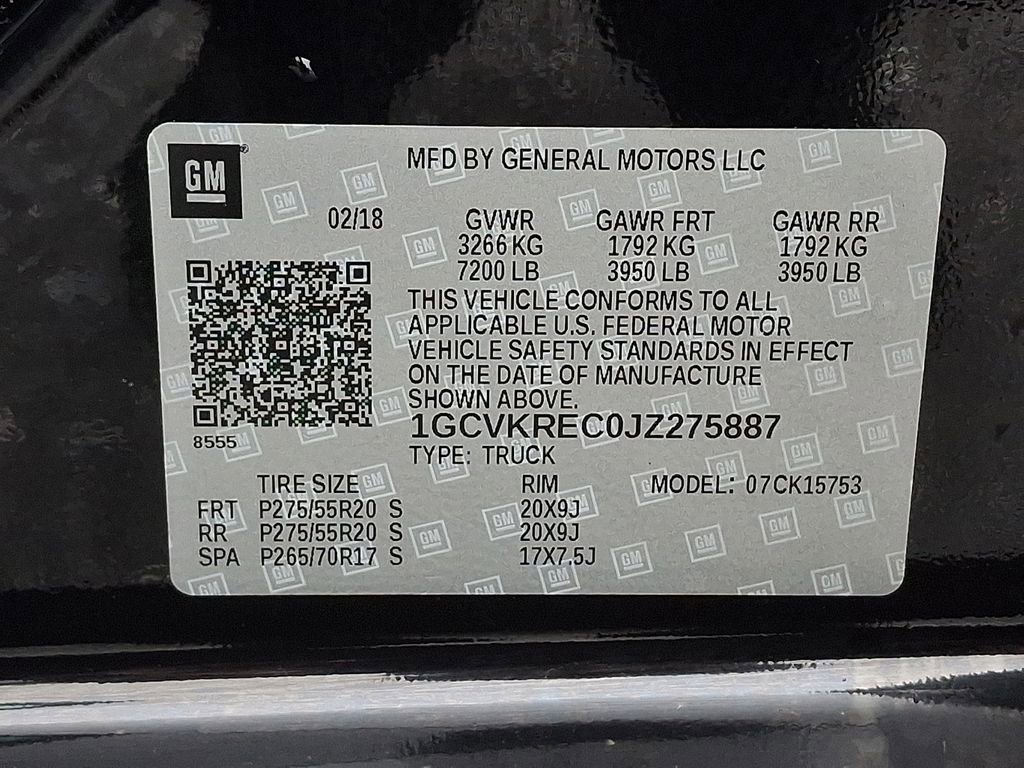 GM
MFD BY GENERAL MOTORS LLC
02/18 GVWR GAWR FRT GAWR RR
3266 KG 1792 KG 1792 KG
7200 LB 3950 LB 3950 LB
THIS VEHICLE CONFORMS TO ALL
APPLICABLE U.S. FEDERAL MOTOR
VEHICLE SAFETY STANDARDS IN EFFECT
ON THE DATE OF MANUFACTURE
SHOWN ABOVE.
1GCVKREC0JZ275887
8555
TYPE: TRUCK
TIRE SIZE RIM MODEL: 07CK15753
FRT P275/55R20 S 20X9J
RR P275/55R20 S 20X9J
SPA P265/70R17 S 17X7.5J